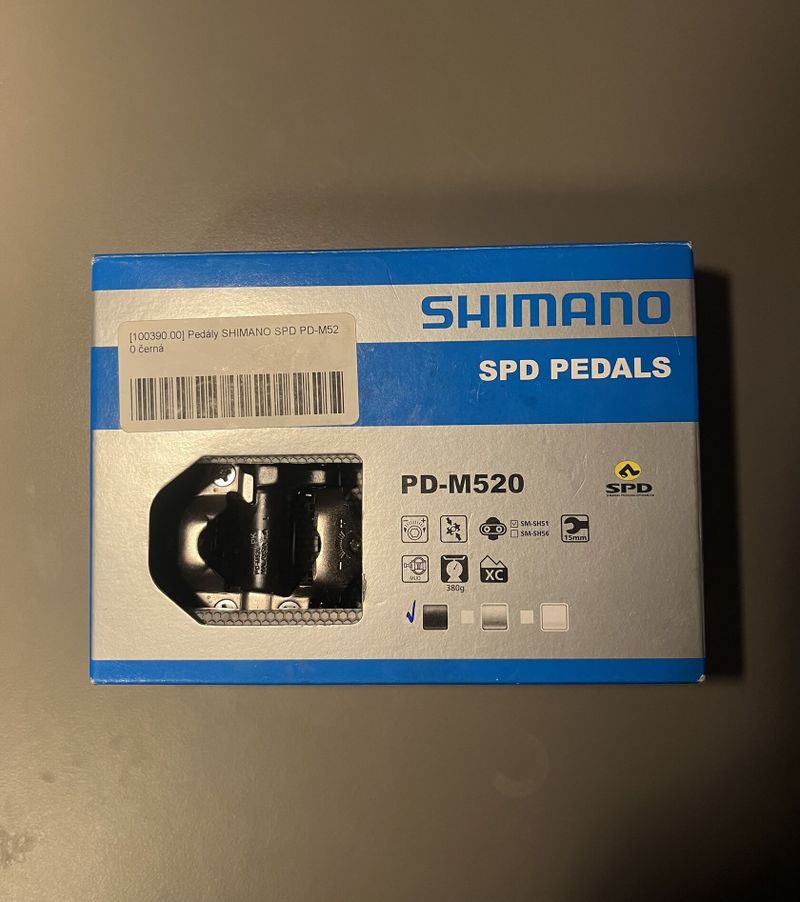 SHIMANO
[100390.00] Pedály SHIMANO SPD PD-M52
0 černá
SPD PEDALS
PD-M520
SPD
SM-SH51
SM-SH56
15mm
380g
XC